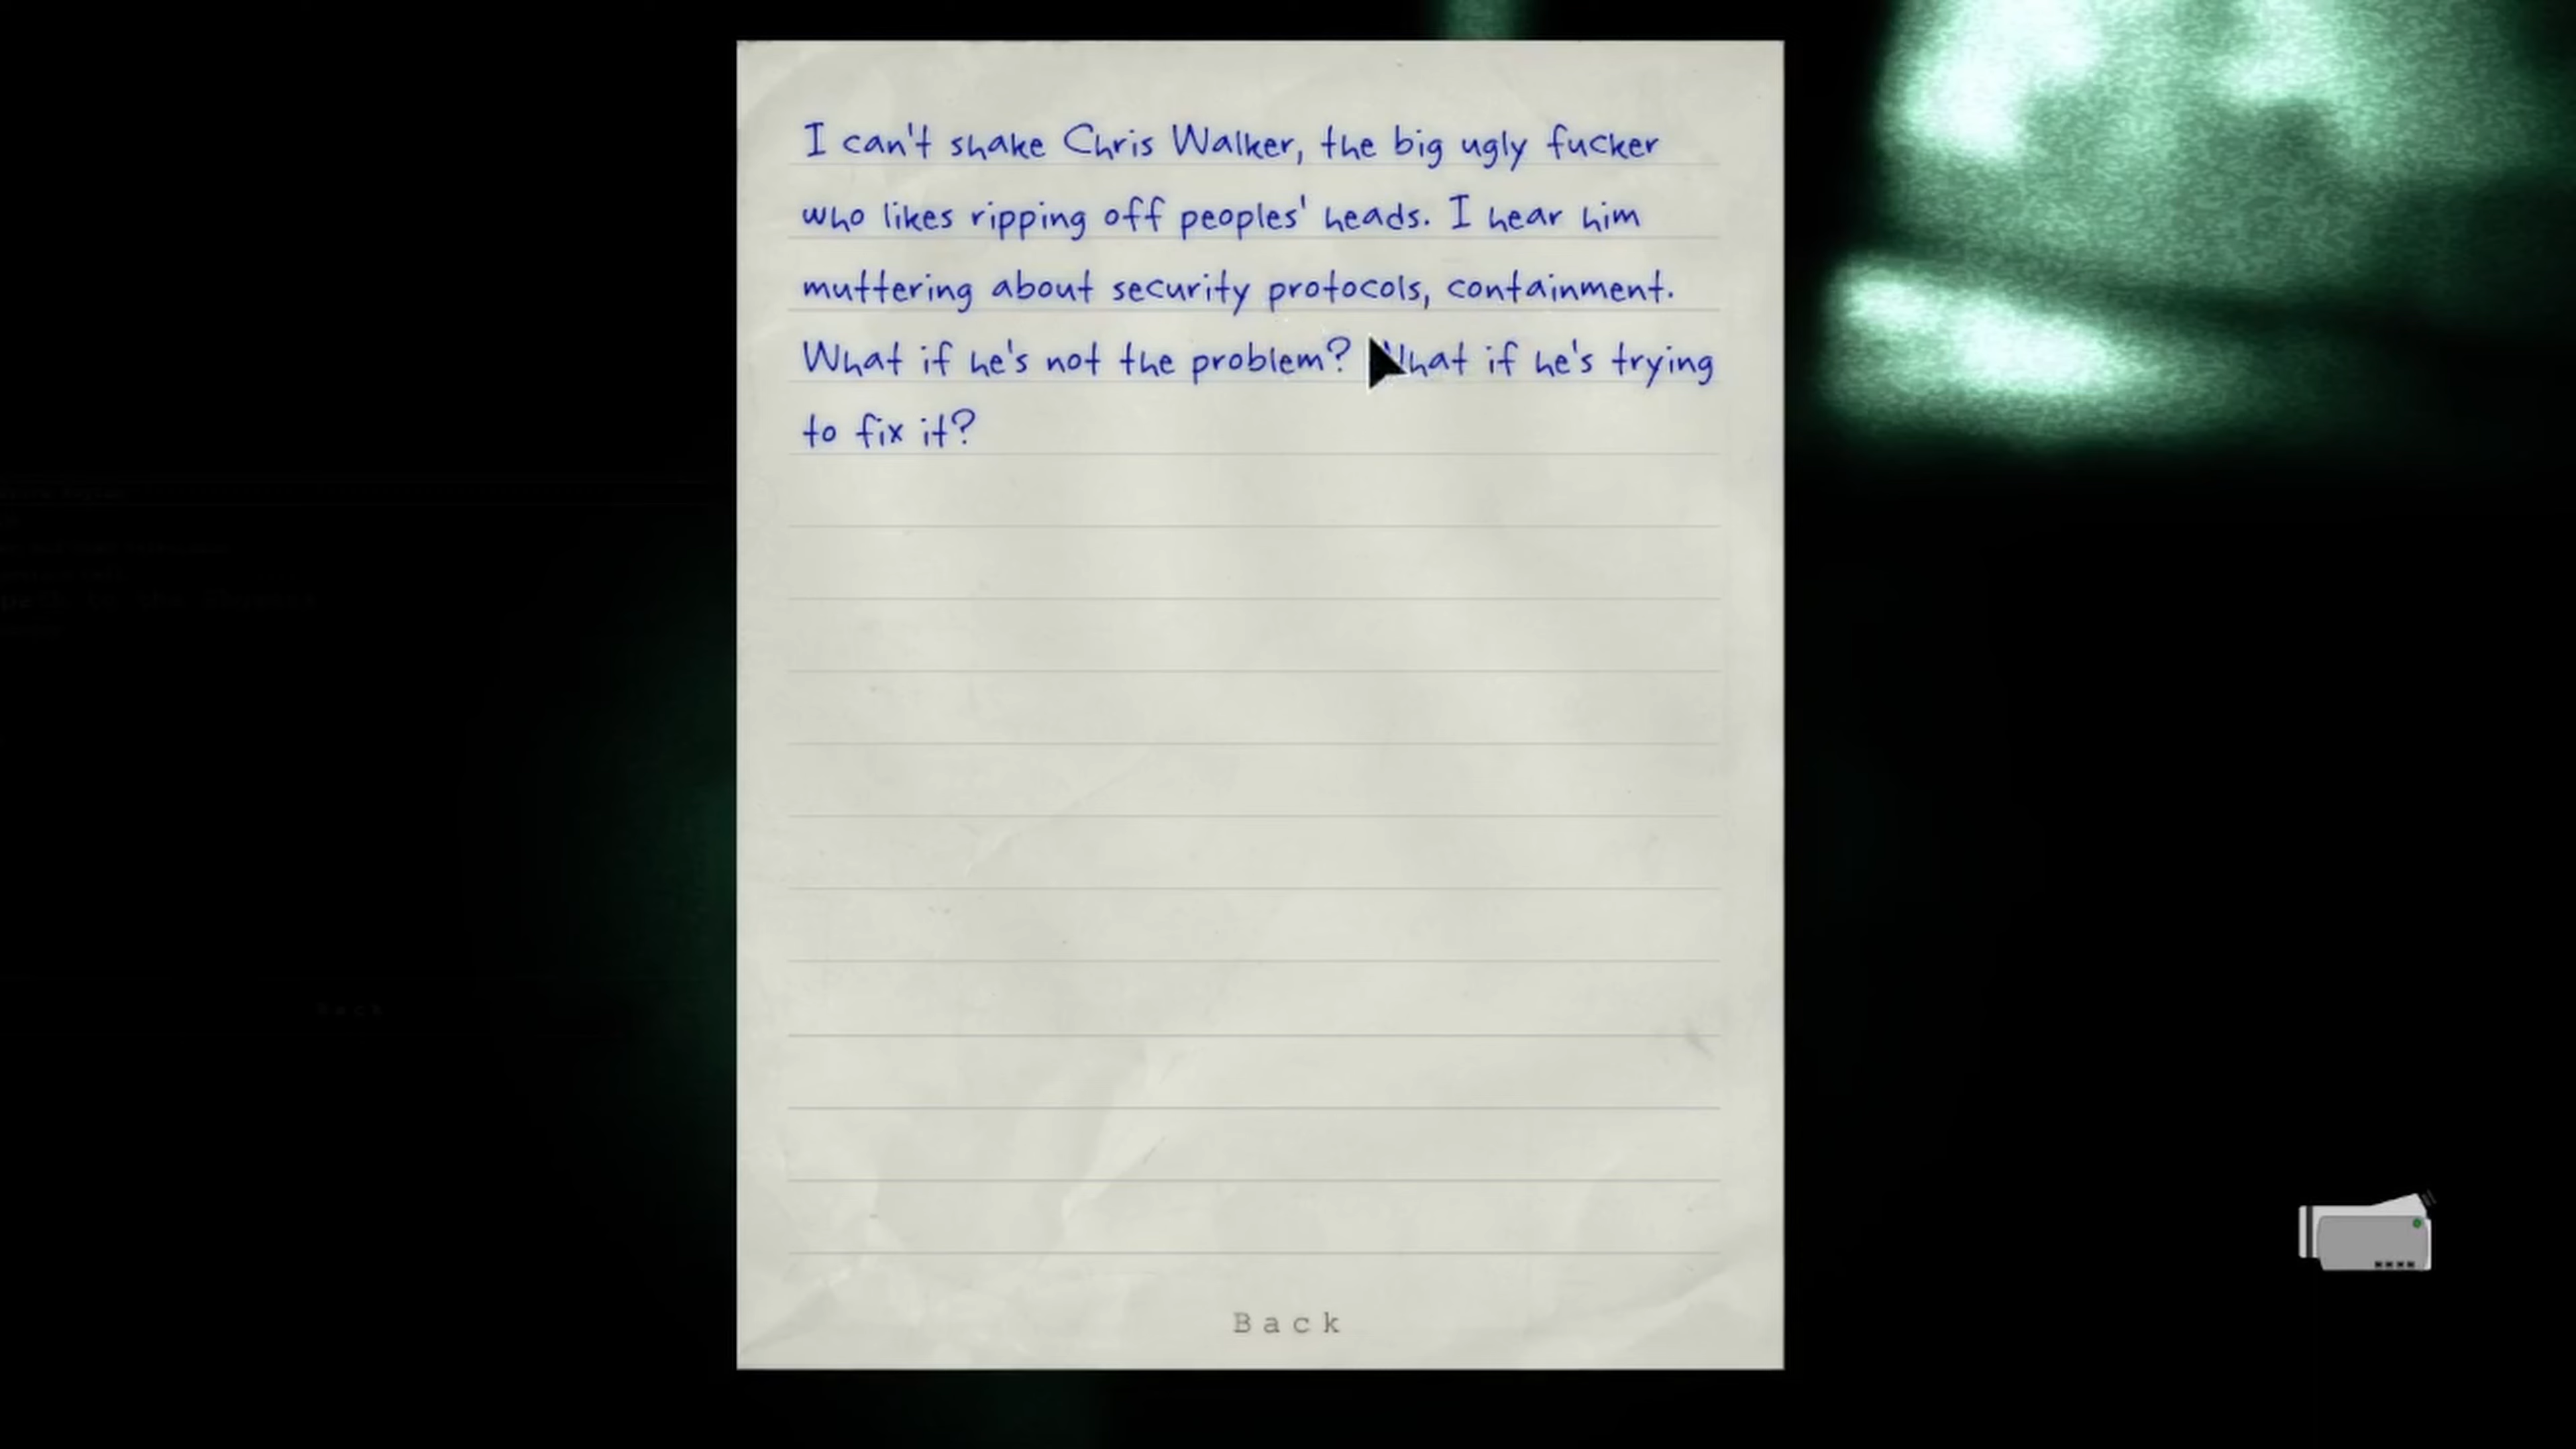 I can't shake Chris Walker, the big ugly fucker
who likes ripping off peoples' heads. I hear him
muttering about security protocols, containment.
What if he's not the problem? What if he's trying
to fix it?
Back
Back